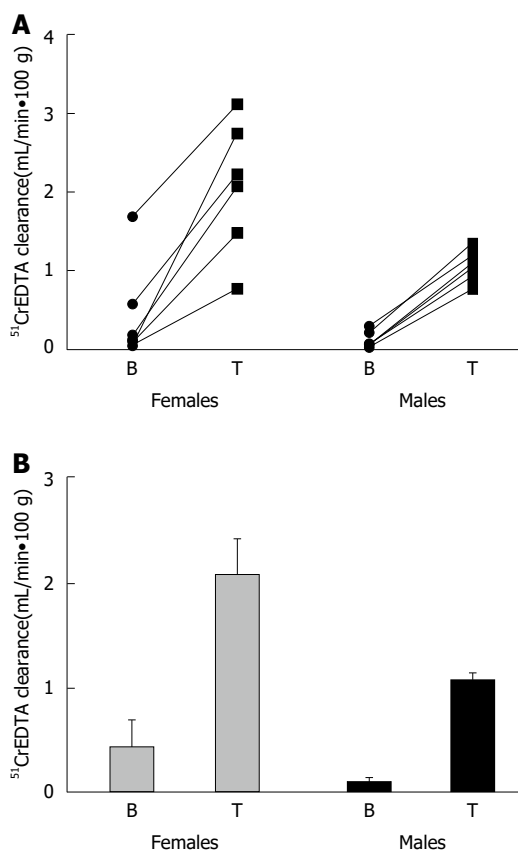 A
⁵¹CrEDTA clearance(mL/min•100 g)
4
3
2
1
0
B T B T
Females Males
B
⁵¹CrEDTA clearance(mL/min•100 g)
3
2
1
0
B T B T
Females Males